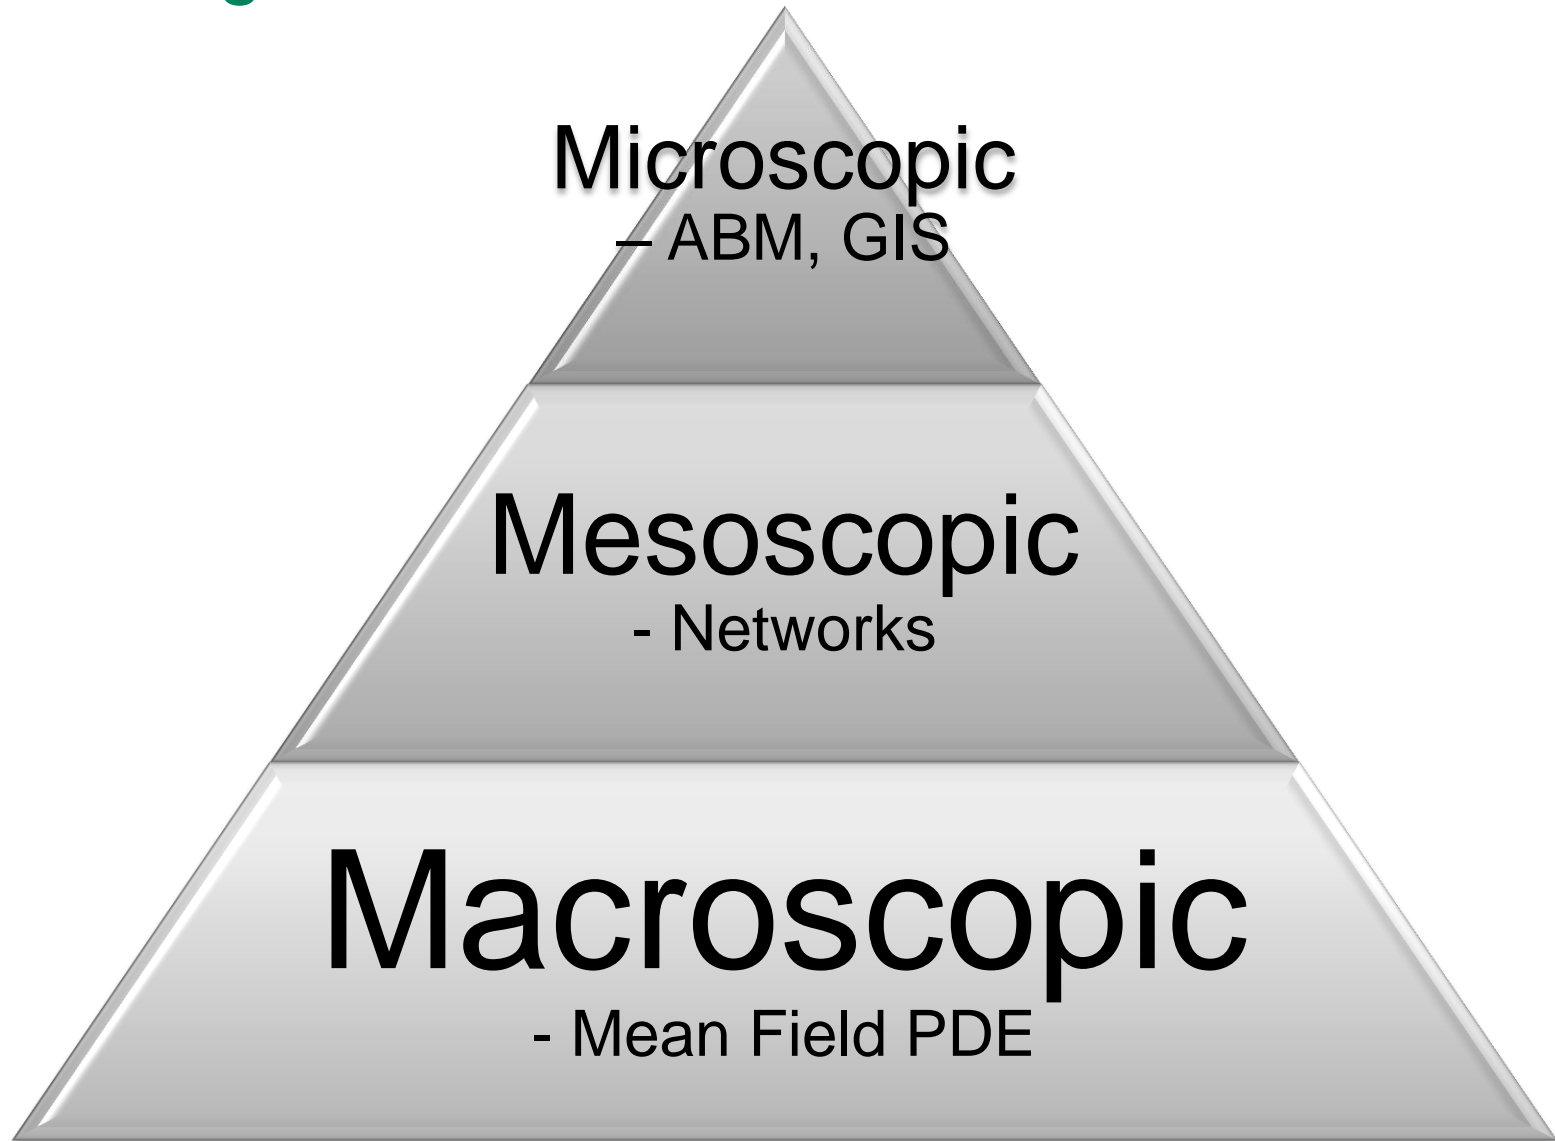 Microscopic
– ABM, GIS
Mesoscopic
- Networks
Macroscopic
- Mean Field PDE